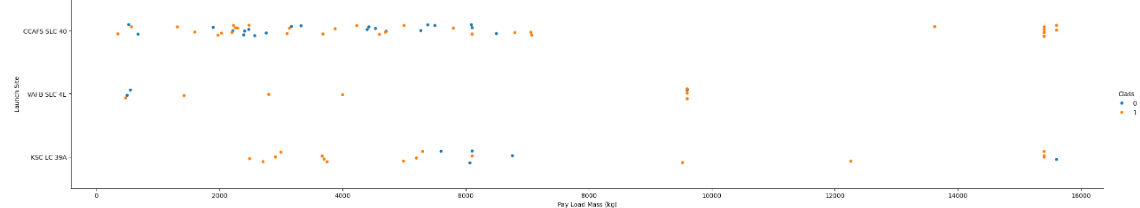 CCAFS SLC 40
VAFB SLC 4E
KSC LC 39A
Launch Site
0 2000 4000 6000 8000 10000 12000 14000 16000
Pay Load Mass (kg)
Class
0
1